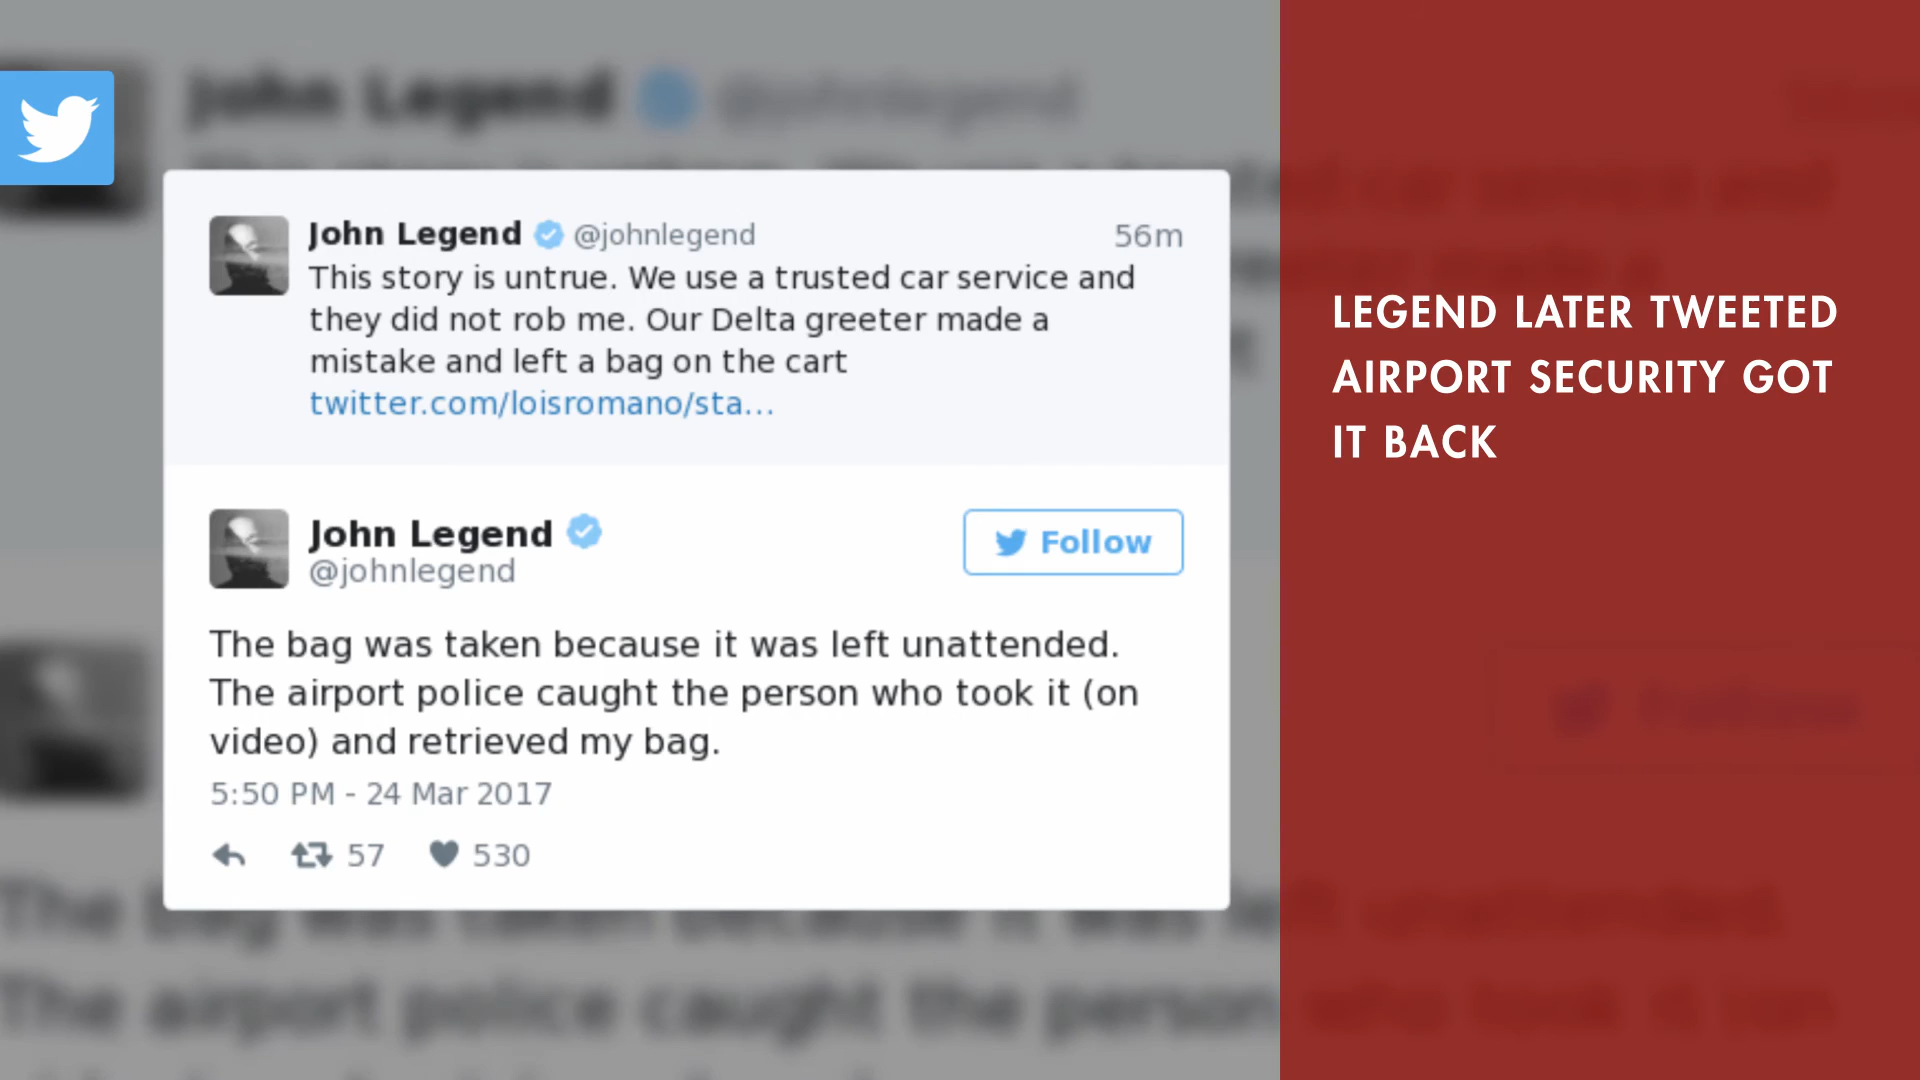 John Legend @johnlegend 56m
This story is untrue. We use a trusted car service and
they did not rob me. Our Delta greeter made a
mistake and left a bag on the cart
twitter.com/loisromano/sta...
John Legend
@johnlegend
Follow
The bag was taken because it was left unattended.
The airport police caught the person who took it (on
video) and retrieved my bag.
5:50 PM - 24 Mar 2017
57 530
LEGEND LATER TWEETED
AIRPORT SECURITY GOT
IT BACK